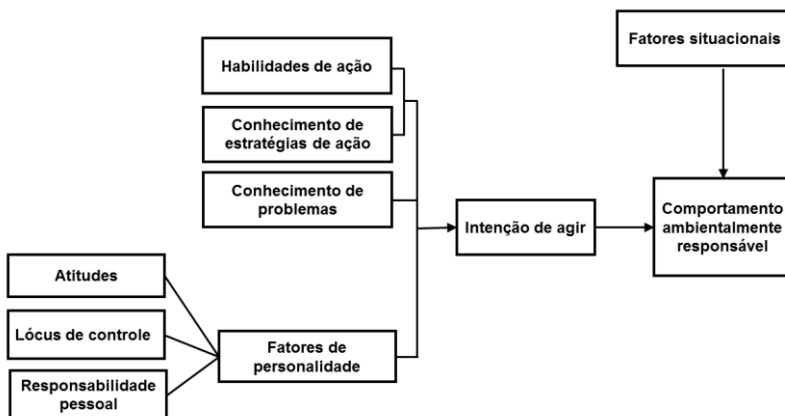 Fatores situacionais
Habilidades de ação
Conhecimento de
estratégias de ação
Conhecimento de
problemas
Intenção de agir
Comportamento
ambientalmente
responsável
Atitudes
Lócus de controle
Responsabilidade
pessoal
Fatores de
personalidade